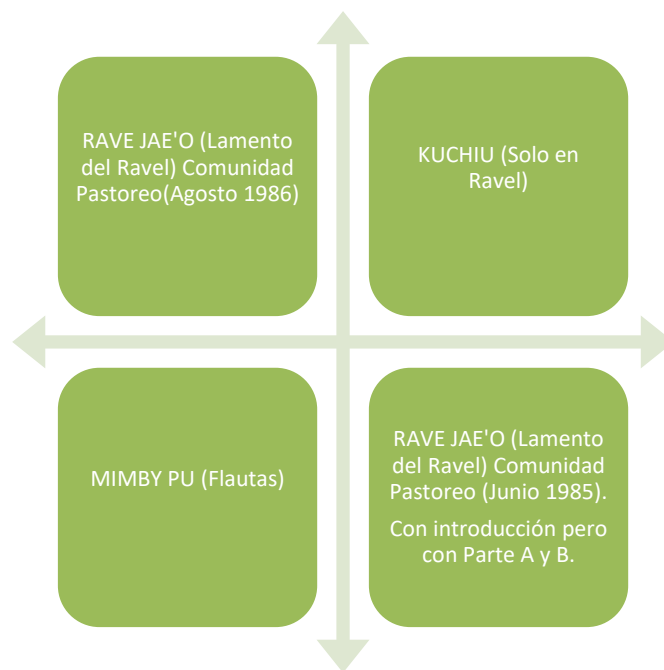 RAVE JAE'O (Lamento
del Ravel) Comunidad
Pastoreo(Agosto 1986)
KUCHIU (Solo en
Ravel)
MIMBY PU (Flautas)
RAVE JAE'O (Lamento
del Ravel) Comunidad
Pastoreo (Junio 1985).
Con introducción pero
con Parte A y B.